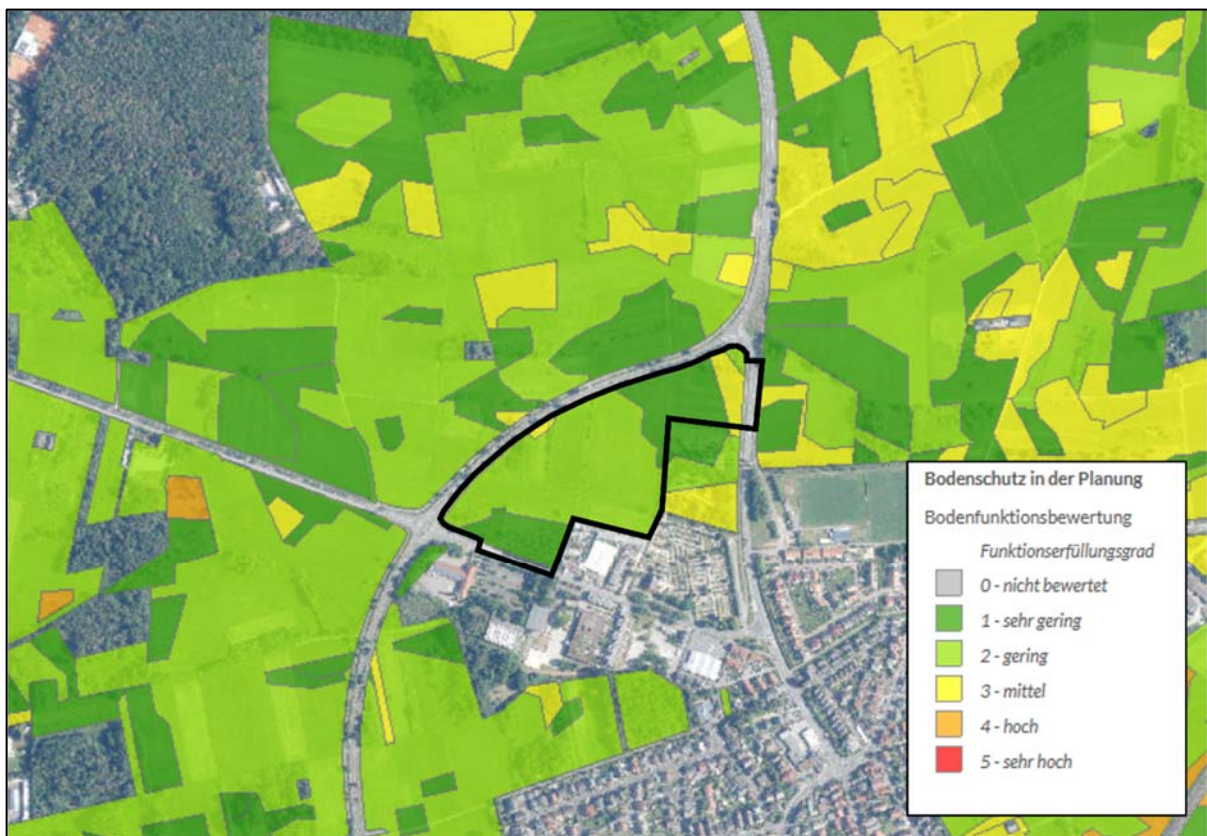 Bodenschutz in der Planung
Bodenfunktionsbewertung
Funktionserfüllungsgrad
0 - nicht bewertet
1 - sehr gering
2 - gering
3 - mittel
4 - hoch
5 - sehr hoch